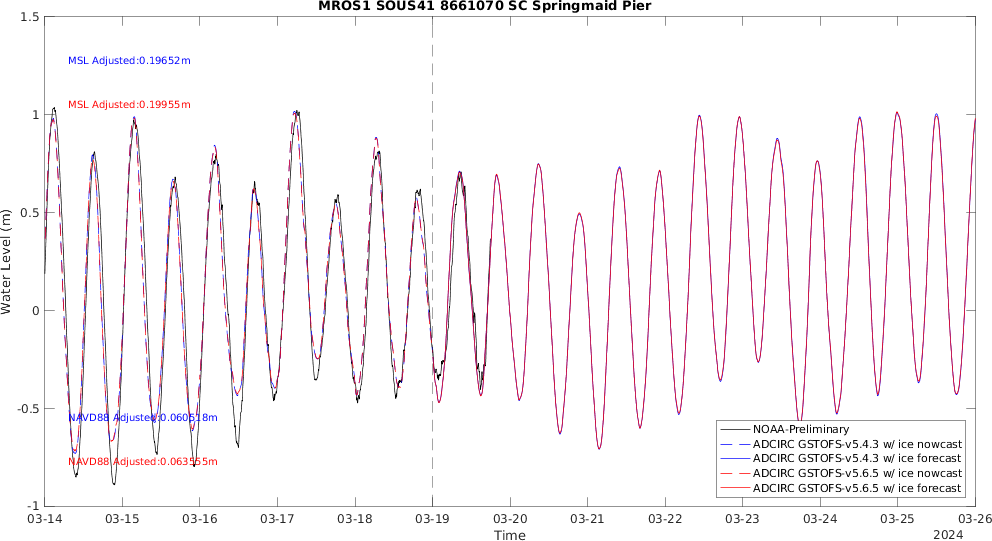 MROS1 SOUS41 8661070 SC Springmaid Pier
1.5
1
0.5
0
-0.5
-1
Water Level (m)
MSL Adjusted:0.19652m
MSL Adjusted:0.19955m
NAVD88 Adjusted:0.060518m
NAVD88 Adjusted:0.063555m
NOAA-Preliminary
ADCIRC GSTOFS-v5.4.3 w/ ice nowcast
ADCIRC GSTOFS-v5.4.3 w/ ice forecast
ADCIRC GSTOFS-v5.6.5 w/ ice nowcast
ADCIRC GSTOFS-v5.6.5 w/ ice forecast
03-14 03-15 03-16 03-17 03-18 03-19 03-20 03-21 03-22 03-23 03-24 03-25 03-26
Time
2024